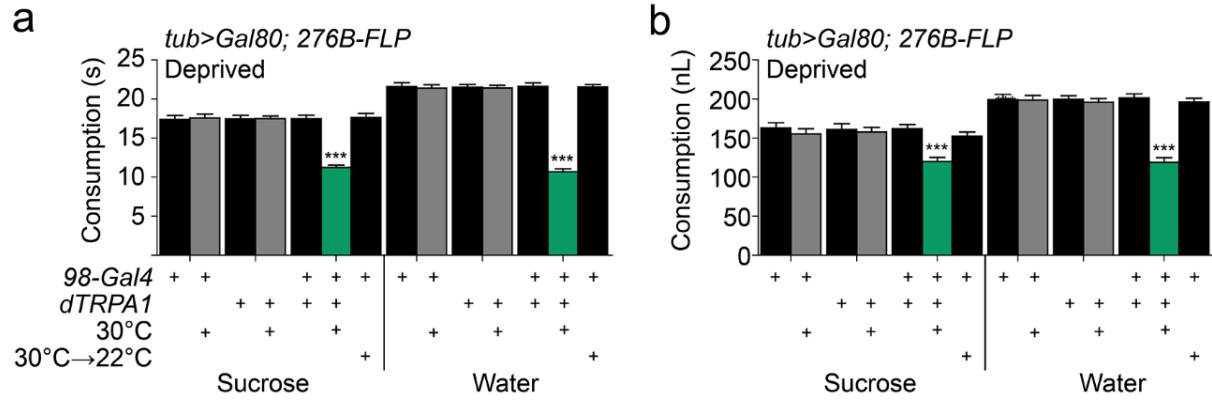 a
tub>Gal80; 276B-FLP
Deprived
Consumption (s)
25
20
15
10
5
***
***
98-Gal4 + + + + + + + + + +
dTRPA1 + + + + + + + +
30°C + + + + + +
30°C→22°C + +
Sucrose Water
b
tub>Gal80; 276B-FLP
Deprived
Consumption (nL)
250
200
150
100
50
0
***
***
+ + + + + + + + + +
+ + + + + + + +
+ + + + + +
+ +
Sucrose Water